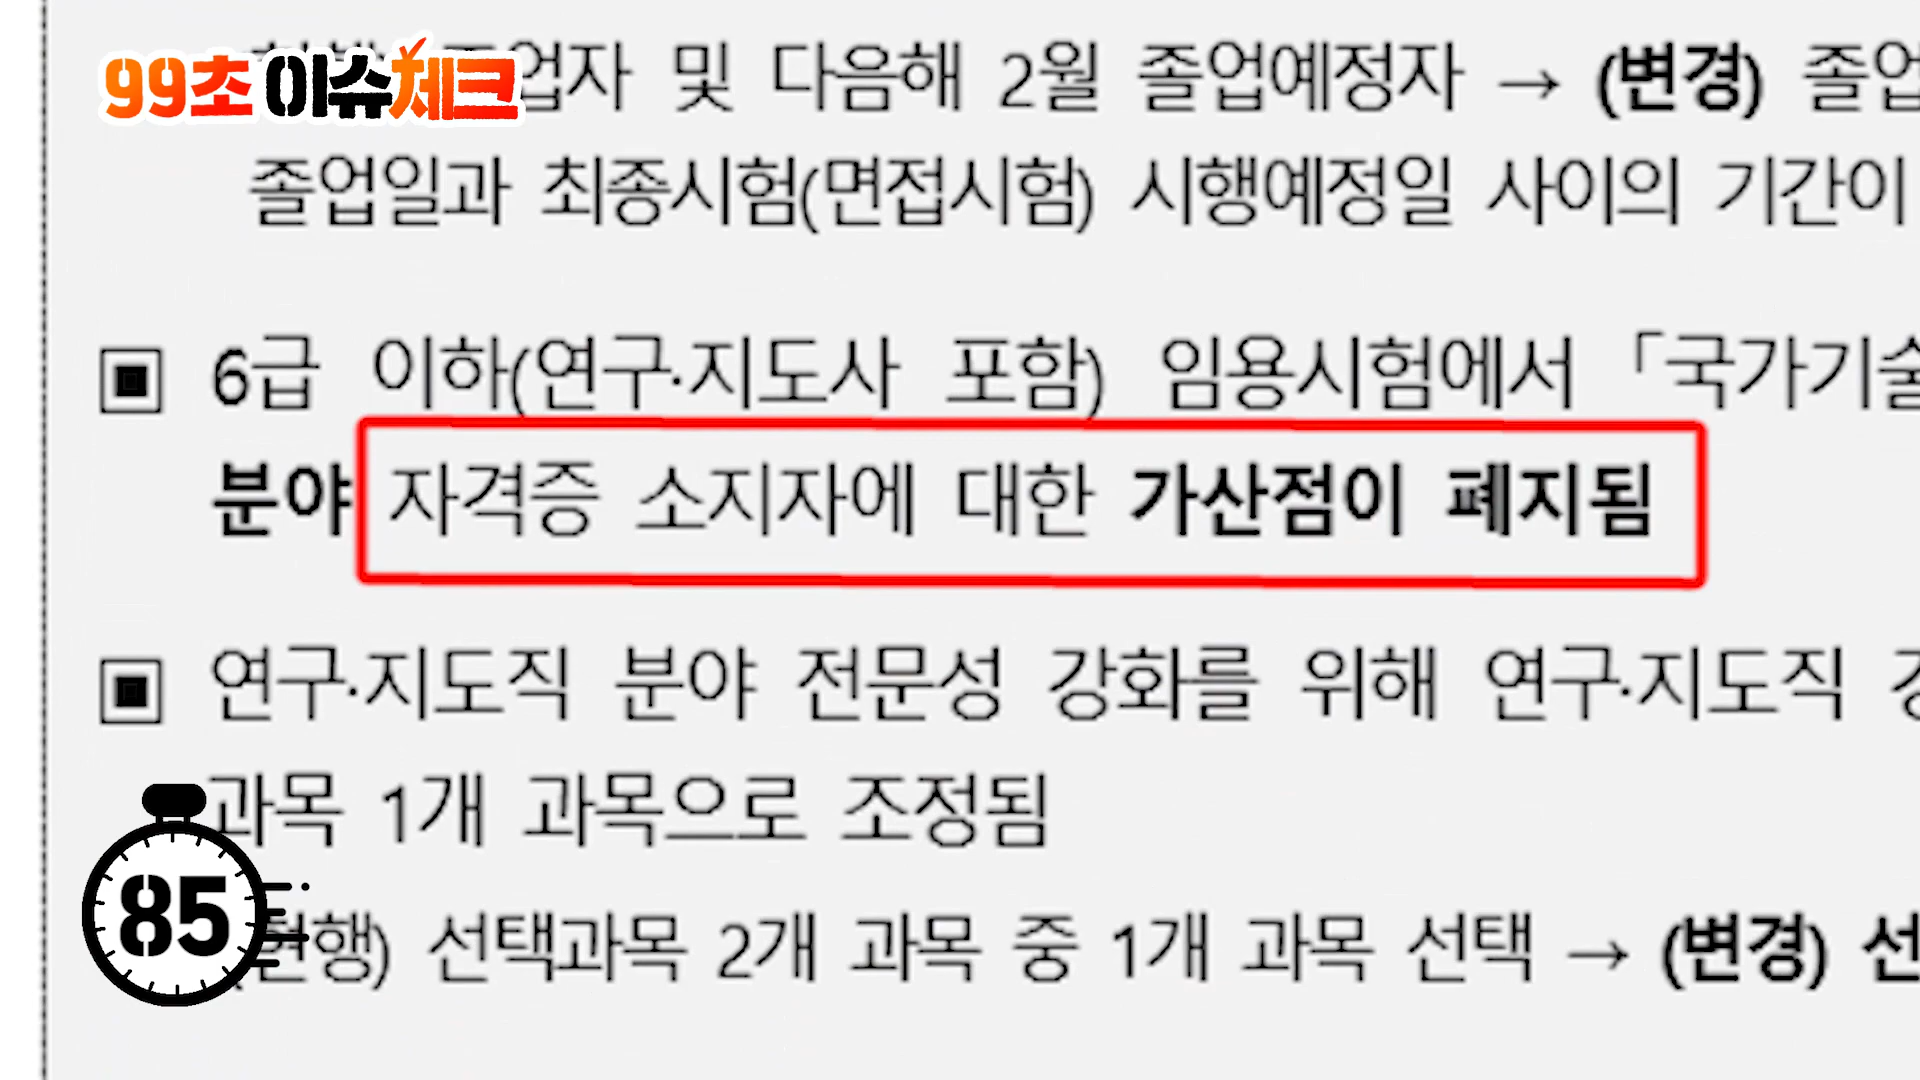 99초 이슈체크
업자 및 다음해 2월 졸업예정자 → (변경) 졸업
졸업일과 최종시험(면접시험) 시행예정일 사이의 기간이
▣ 6급 이하(연구·지도사 포함) 임용시험에서 「국가기술
분야 자격증 소지자에 대한 가산점이 폐지됨
▣ 연구·지도직 분야 전문성 강화를 위해 연구·지도직
과목 1개 과목으로 조정됨
85
현행) 선택과목 2개 과목 중 1개 과목 선택 → (변경) 선